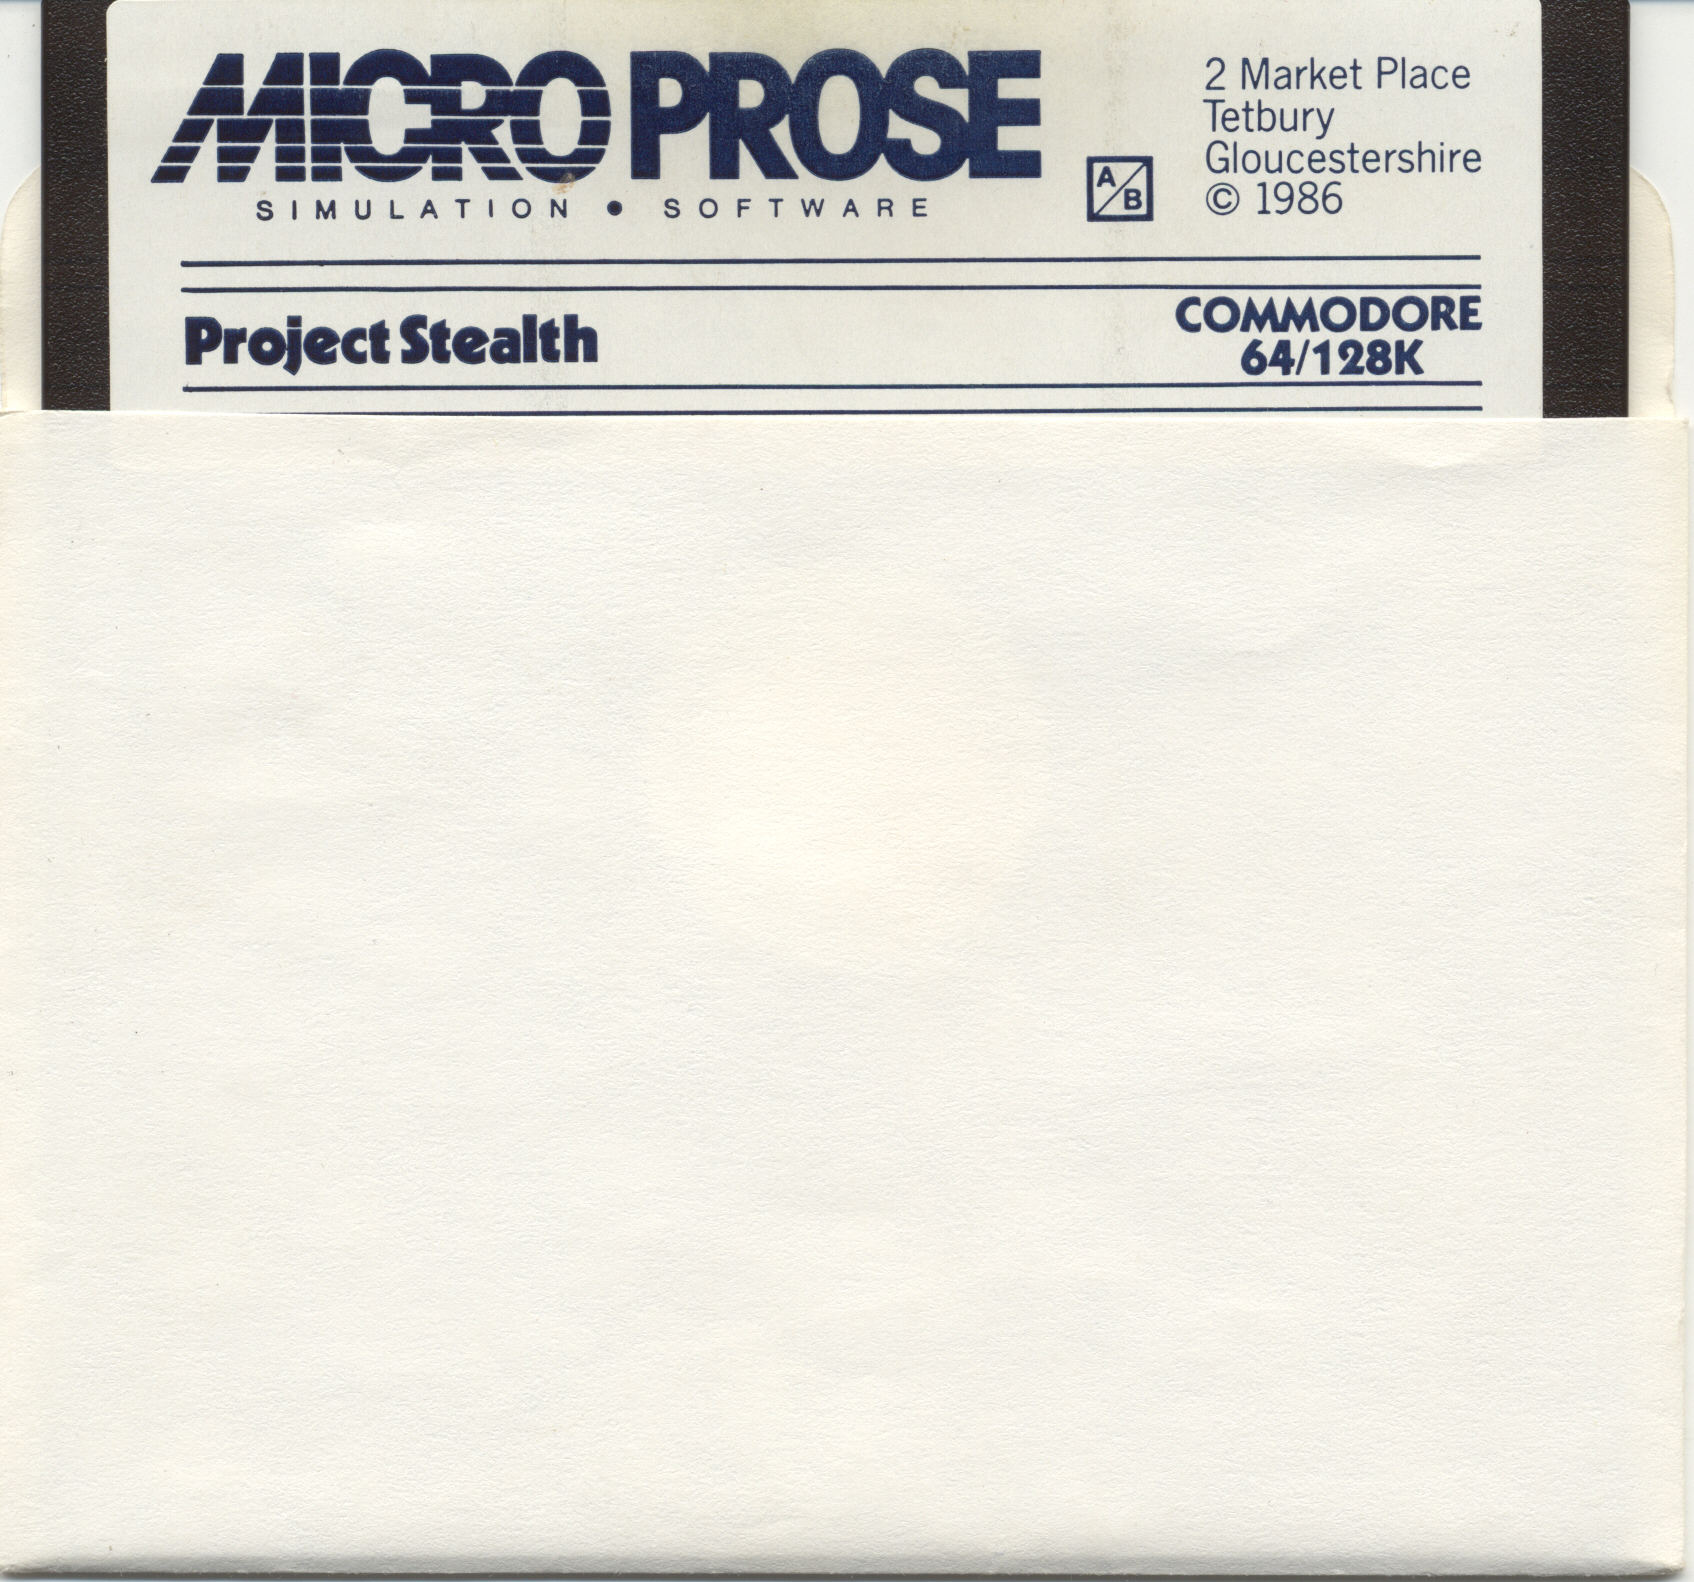 MICRO PROSE
SIMULATION • SOFTWARE
A/B
2 Market Place
Tetbury
Gloucestershire
© 1986
Project Stealth
COMMODORE
64/128K